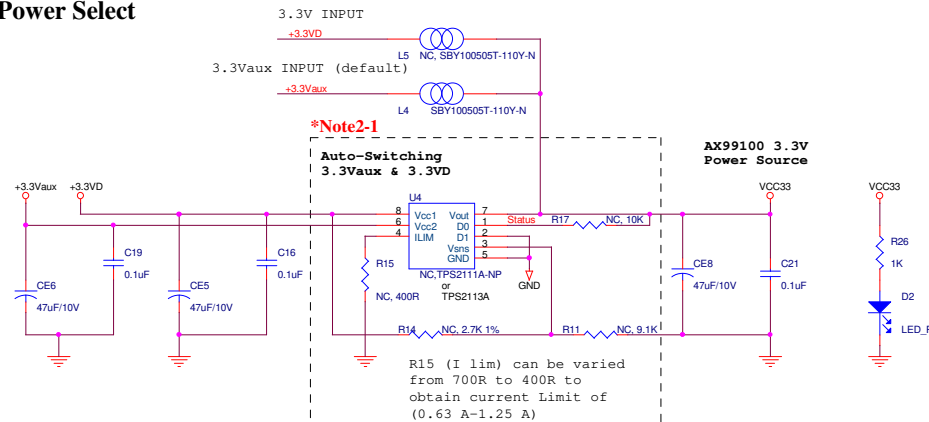 Power Select
3.3V INPUT
+3.3VD
L5 NC, SBY100505T-110Y-N
3.3Vaux INPUT (default)
+3.3Vaux
L4 SBY100505T-110Y-N
*Note2-1
Auto-Switching
3.3Vaux & 3.3VD
AX99100 3.3V
Power Source
+3.3Vaux +3.3VD
VCC33
VCC33
U4
8 Vcc1 Vout 7
6 Vcc2 D0 1
4 ILIM D1 2
Vsns 3
GND 5
Status
R17 NC, 10K
NC,TPS2111A-NP
or
TPS2113A
GND
R15
NC, 400R
C19
0.1uF
C16
0.1uF
CE6
47uF/10V
CE5
47uF/10V
CE8
47uF/10V
C21
0.1uF
R26
1K
D2
R14 NC, 2.7K 1%
R11 NC, 9.1K
R15 (I lim) can be varied
from 700R to 400R to
obtain current Limit of
(0.63 A-1.25 A)